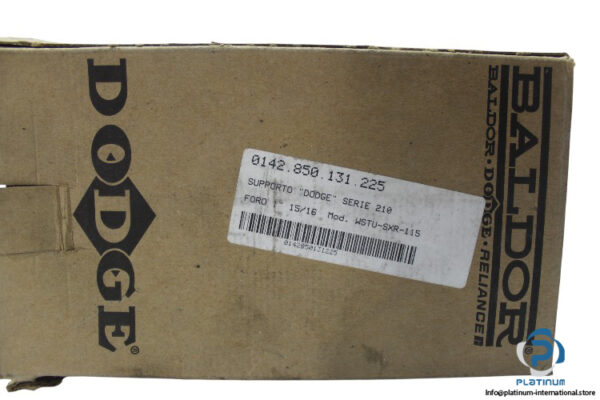 DODGE®
0142.850.131.225
SUPPORTO "DODGE" SERIE 210
FORO 15/16 Mod. WSTU-SXR-115
0142850131225
BALDOR
BALDOR·DODGE·RELIANCE
PLATINUM
Info@platinum-international.store